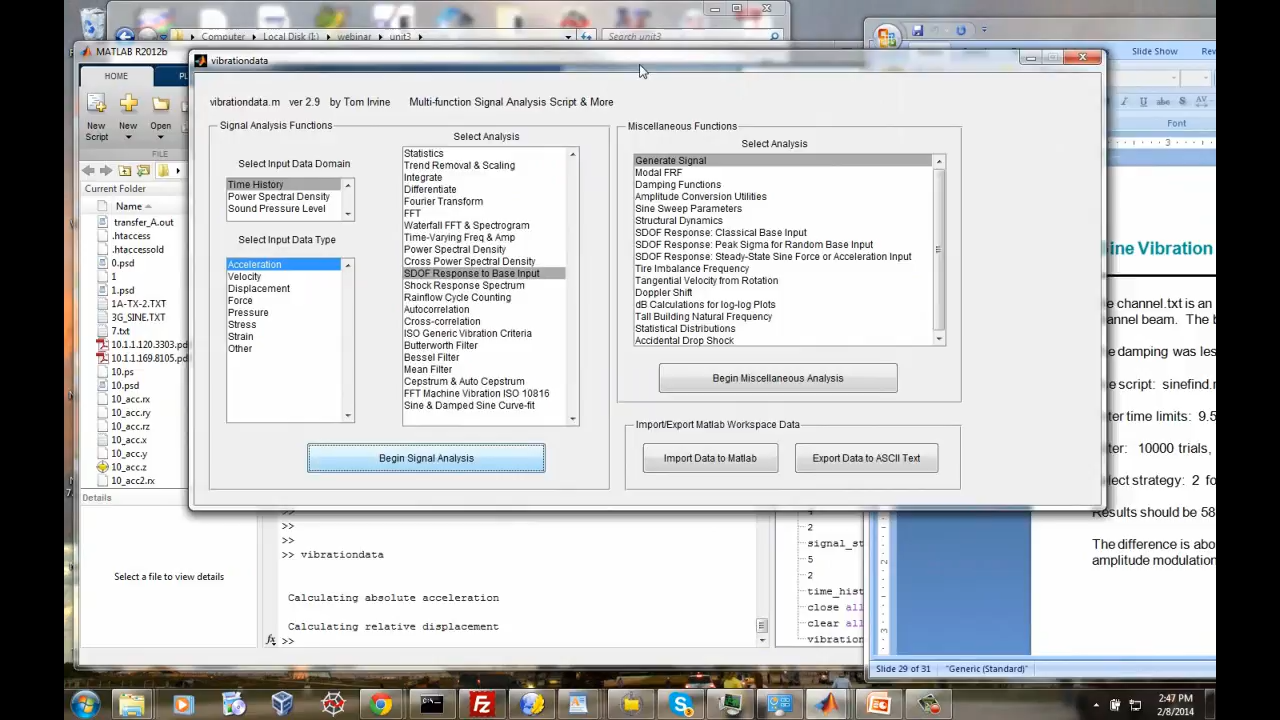 Computer
Local Disk (I:)
webinar
unit3
Search unit3
MATLAB R2012b
vibrationdata
Slide Show
Rev
HOME
PL
vibrationdata.m ver 2.9 by Tom Irvine Multi-function Signal Analysis Script & More
New Script
New
Open
FILE
Font
Current Folder
Name
transfer_A.out
.htaccess
.htaccessold
0.psd
1
1.psd
1A-TX-2.TXT
3G_SINE.TXT
7.txt
10.1.1.120.3303.pd
10.1.1.169.8105.pd
10.ps
10.psd
10_acc.rx
10_acc.ry
10_acc.rz
10_acc.x
10_acc.y
10_acc.z
10_acc2.rx
Details
Select a file to view details
Signal Analysis Functions
Select Input Data Domain
Time History
Power Spectral Density
Sound Pressure Level
Select Input Data Type
Acceleration
Velocity
Displacement
Force
Pressure
Stress
Strain
Other
Select Analysis
Statistics
Trend Removal & Scaling
Integrate
Differentiate
Fourier Transform
FFT
Waterfall FFT & Spectrogram
Time-Varying Freq & Amp
Power Spectral Density
Cross Power Spectral Density
SDOF Response to Base Input
Shock Response Spectrum
Rainflow Cycle Counting
Autocorrelation
Cross-correlation
ISO Generic Vibration Criteria
Butterworth Filter
Bessel Filter
Mean Filter
Cepstrum & Auto Cepstrum
FFT Machine Vibration ISO 10816
Sine & Damped Sine Curve-fit
Begin Signal Analysis
Miscellaneous Functions
Select Analysis
Generate Signal
Modal FRF
Damping Functions
Amplitude Conversion Utilities
Sine Sweep Parameters
Structural Dynamics
SDOF Response: Classical Base Input
SDOF Response: Peak Sigma for Random Base Input
SDOF Response: Steady-State Sine Force or Acceleration Input
Tire Imbalance Frequency
Tangential Velocity from Rotation
Doppler Shift
dB Calculations for log-log Plots
Tall Building Natural Frequency
Statistical Distributions
Accidental Drop Shock
Begin Miscellaneous Analysis
Import/Export Matlab Workspace Data
Import Data to Matlab
Export Data to ASCII Text
>>
>>
>> vibrationdata
Calculating absolute acceleration
Calculating relative displacement
fx >>
2
signal_st
5
2
time_hist
close all
clear all
vibration
ine Vibration
e channel.txt is an
annel beam. The b
e damping was les
e script: sinefind.m
ter time limits: 9.5
ter: 10000 trials,
lect strategy: 2 fo
Results should be 58
The difference is abo
amplitude modulation
Slide 29 of 31
"Generic (Standard)"
2:47 PM
2/8/2014